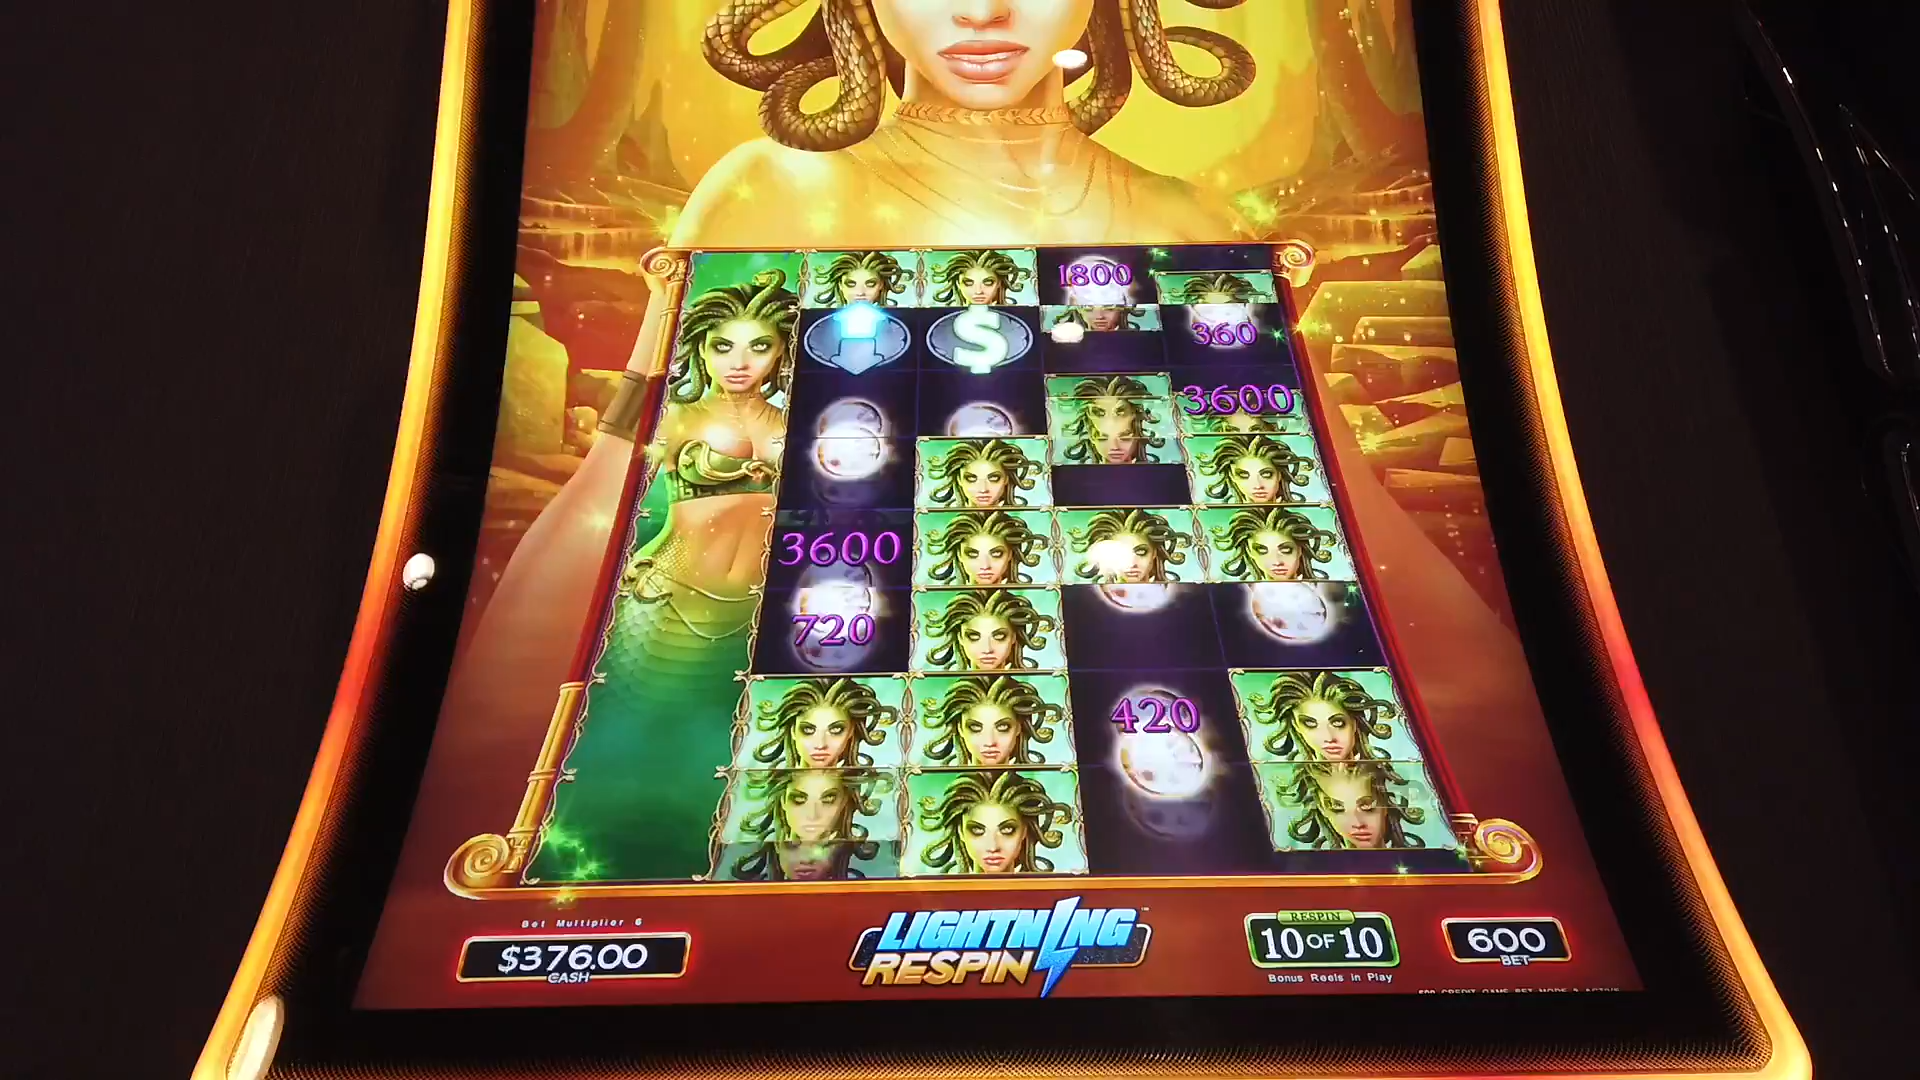 1800
360
$
3600
3600
720
420
Bet Multiplier 6
$376.00
CASH
LIGHTNING
RESPIN
RESPIN
10 OF 10
Bonus Reels in Play
600
BET